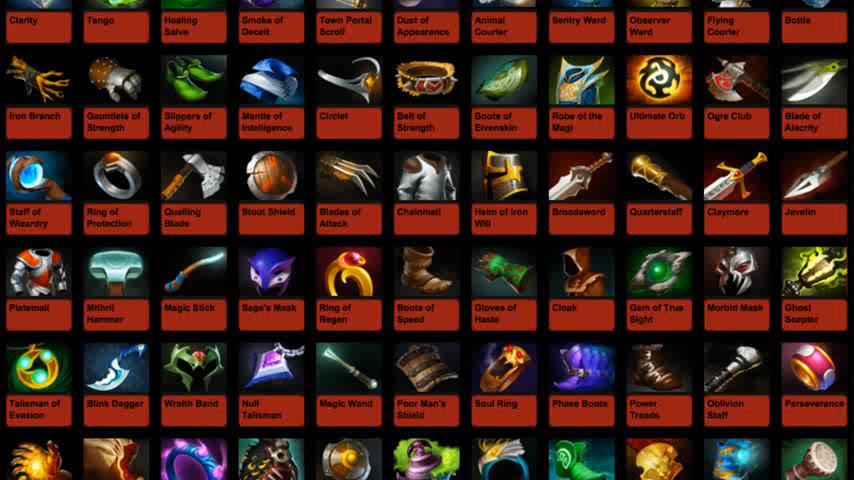 Clarity
Tango
Healing
Salve
Smoke of
Deceit
Town Portal
Scroll
Dust of
Appearance
Animal
Courier
Sentry Ward
Observer
Ward
Flying
Courier
Bottle
Iron Branch
Gauntlets of
Strength
Slippers of
Agility
Mantle of
Intelligence
Circlet
Belt of
Strength
Boots of
Elvenskin
Robe of the
Magi
Ultimate Orb
Ogre Club
Blade of
Alacrity
Staff of
Wizardry
Ring of
Protection
Quelling
Blade
Stout Shield
Blades of
Attack
Chainmail
Helm of Iron
Will
Broadsword
Quarterstaff
Claymore
Javelin
Platemail
Mithril
Hammer
Magic Stick
Sage's Mask
Ring of
Regen
Boots of
Speed
Gloves of
Haste
Cloak
Gem of True
Sight
Morbid Mask
Ghost
Scepter
Talisman of
Evasion
Blink Dagger
Wraith Band
Null
Talisman
Magic Wand
Poor Man's
Shield
Soul Ring
Phase Boots
Power
Treads
Oblivion
Staff
Perseverance